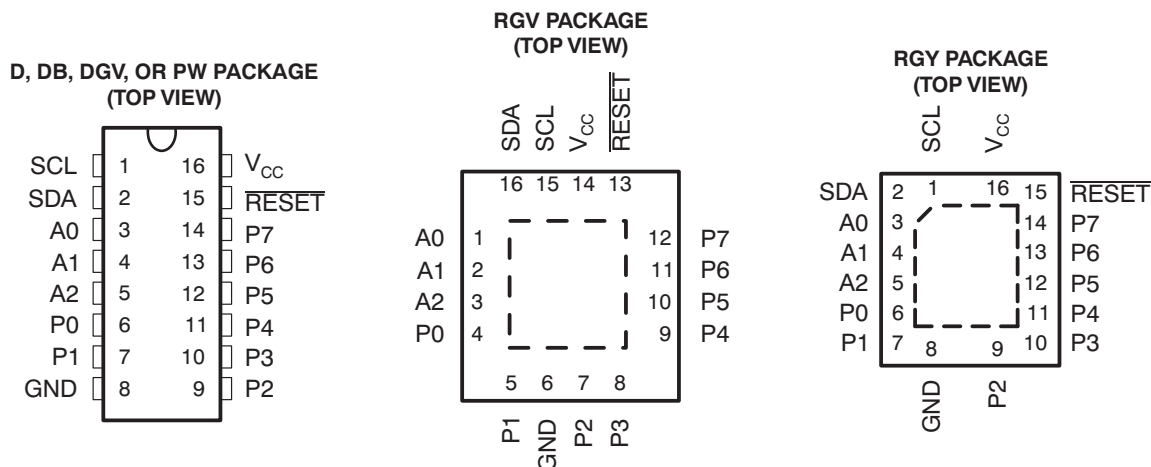 D, DB, DGV, OR PW PACKAGE
(TOP VIEW)
SCL 1 16 VCC
SDA 2 15 RESET
A0 3 14 P7
A1 4 13 P6
A2 5 12 P5
P0 6 11 P4
P1 7 10 P3
GND 8 9 P2
RGV PACKAGE
(TOP VIEW)
SDA SCL VCC RESET
16 15 14 13
A0 1 12 P7
A1 2 11 P6
A2 3 10 P5
P0 4 9 P4
5 6 7 8
P1 GND P2 P3
RGY PACKAGE
(TOP VIEW)
SCL VCC
SDA 2 1 16 15 RESET
A0 3 14 P7
A1 4 13 P6
A2 5 12 P5
P0 6 11 P4
P1 7 8 9 10 P3
GND P2